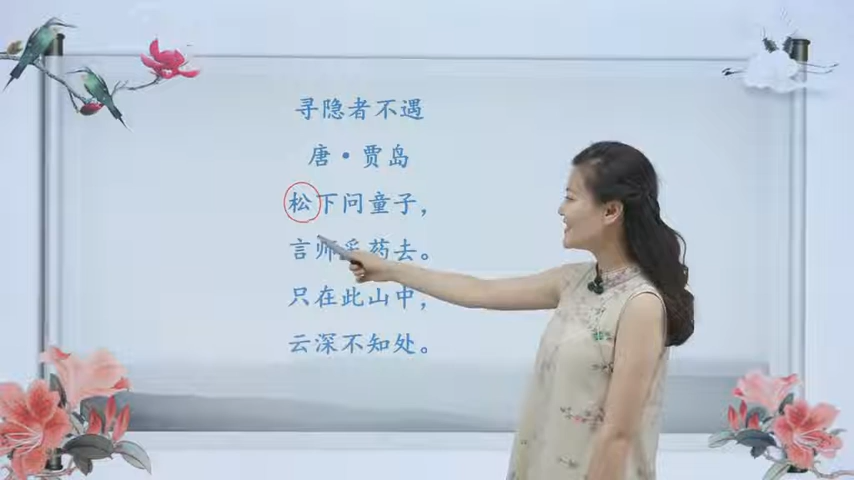 寻隐者不遇
唐·贾岛
松下问童子，
言师采药去。
只在此山中，
云深不知处。